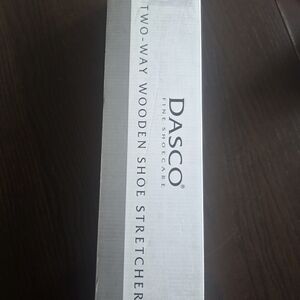 DASCO®
FINE SHOECARE
TWO-WAY WOODEN SHOE STRETCHER